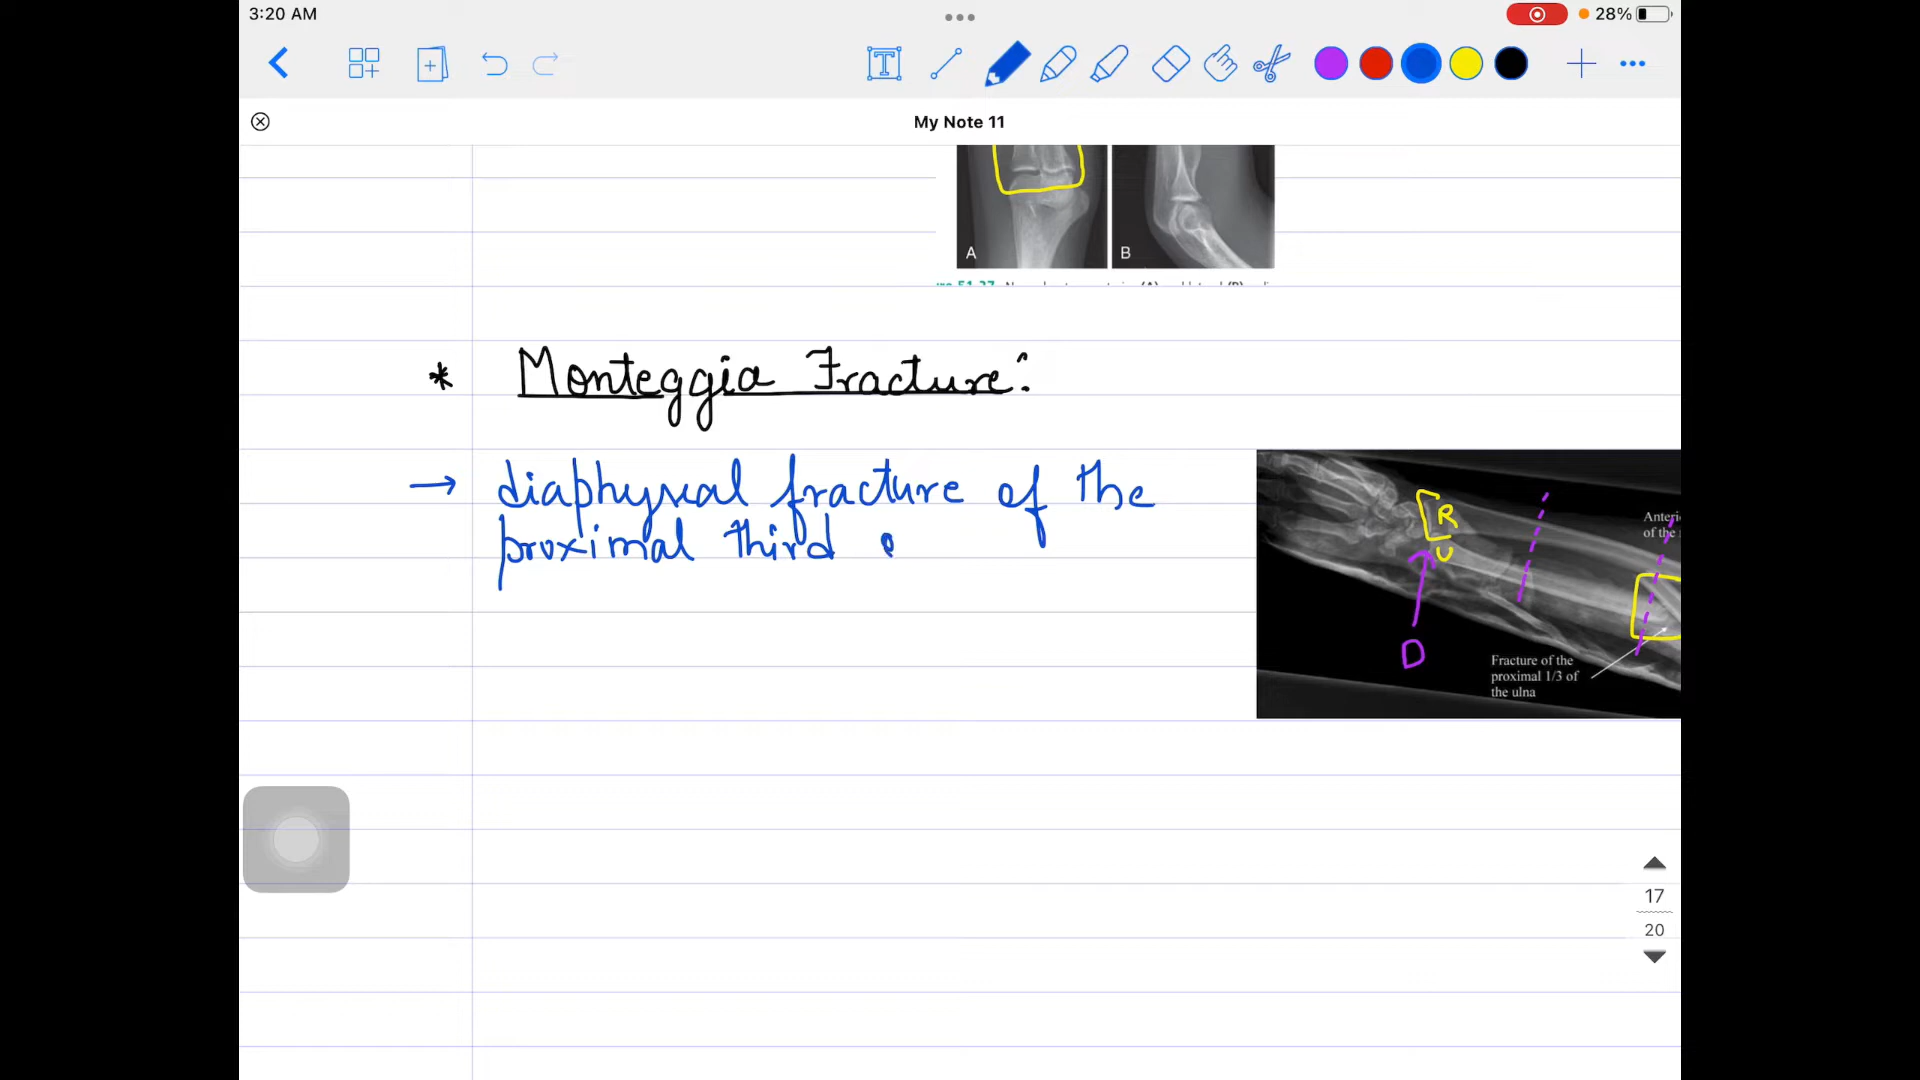 3:20 AM
28%
T
My Note 11
A
B
* Monteggia Fracture:
→ diaphyseal fracture of the
proximal third o
R
U
D
Anteri
of the
Fracture of the
proximal 1/3 of
the ulna
17
20